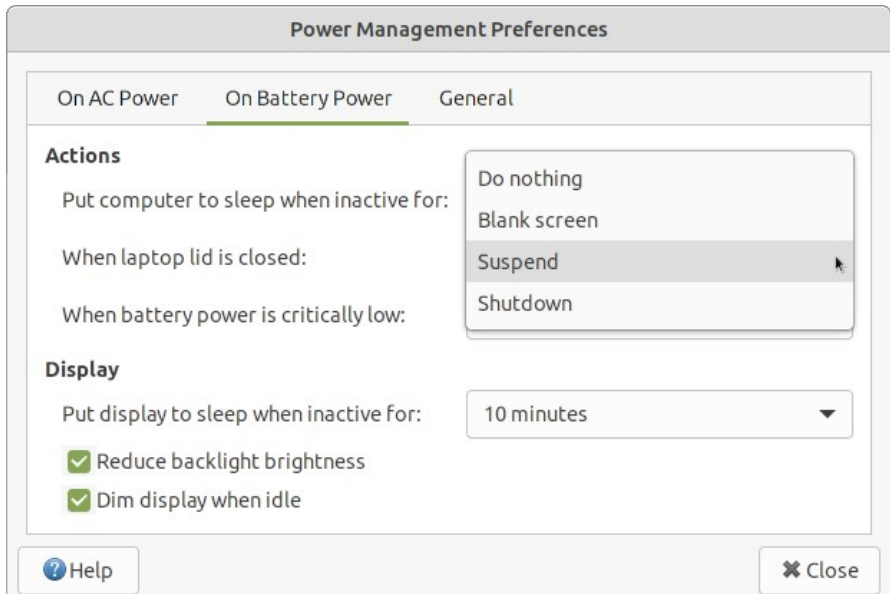 Power Management Preferences
On AC Power On Battery Power General
Actions
Put computer to sleep when inactive for:
When laptop lid is closed:
When battery power is critically low:
Do nothing
Blank screen
Suspend
Shutdown
Display
Put display to sleep when inactive for: 10 minutes
Reduce backlight brightness
Dim display when idle
Help Close